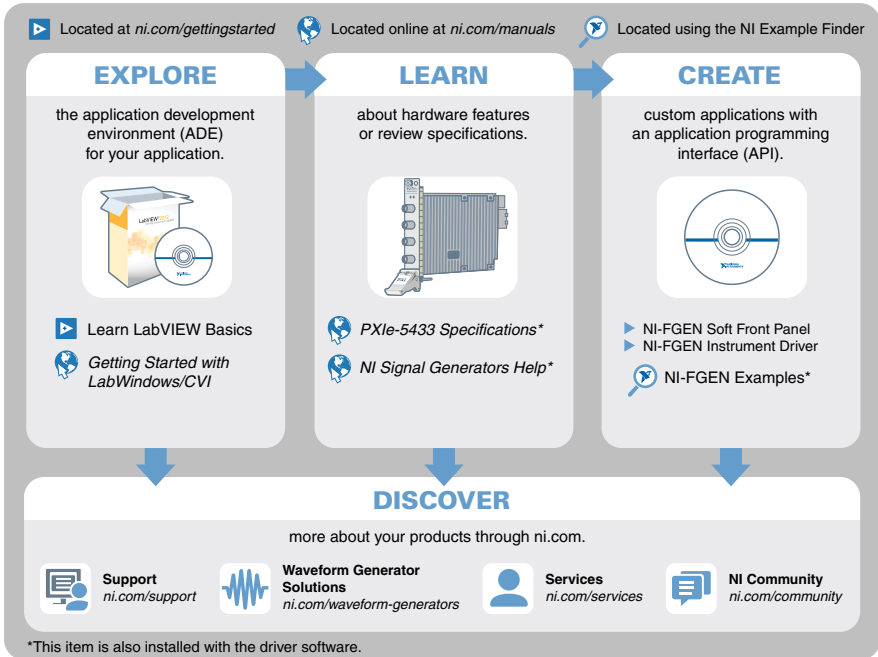 Located at ni.com/gettingstarted
Located online at ni.com/manuals
Located using the NI Example Finder
EXPLORE
the application development
environment (ADE)
for your application.
LabVIEW
Learn LabVIEW Basics
Getting Started with
LabWindows/CVI
LEARN
about hardware features
or review specifications.
PXIe-5433 Specifications*
NI Signal Generators Help*
CREATE
custom applications with
an application programming
interface (API).
NATIONAL
INSTRUMENTS
NI-FGEN Soft Front Panel
NI-FGEN Instrument Driver
NI-FGEN Examples*
DISCOVER
more about your products through ni.com.
Support
ni.com/support
Waveform Generator
Solutions
ni.com/waveform-generators
Services
ni.com/services
NI Community
ni.com/community
*This item is also installed with the driver software.